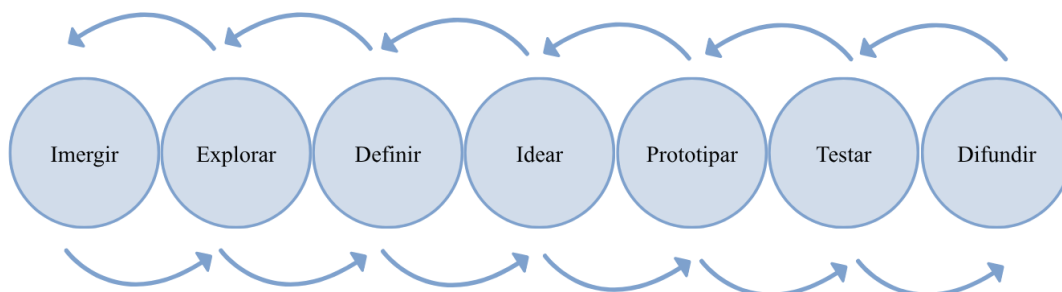 Imergir
Explorar
Definir
Idear
Prototipar
Testar
Difundir